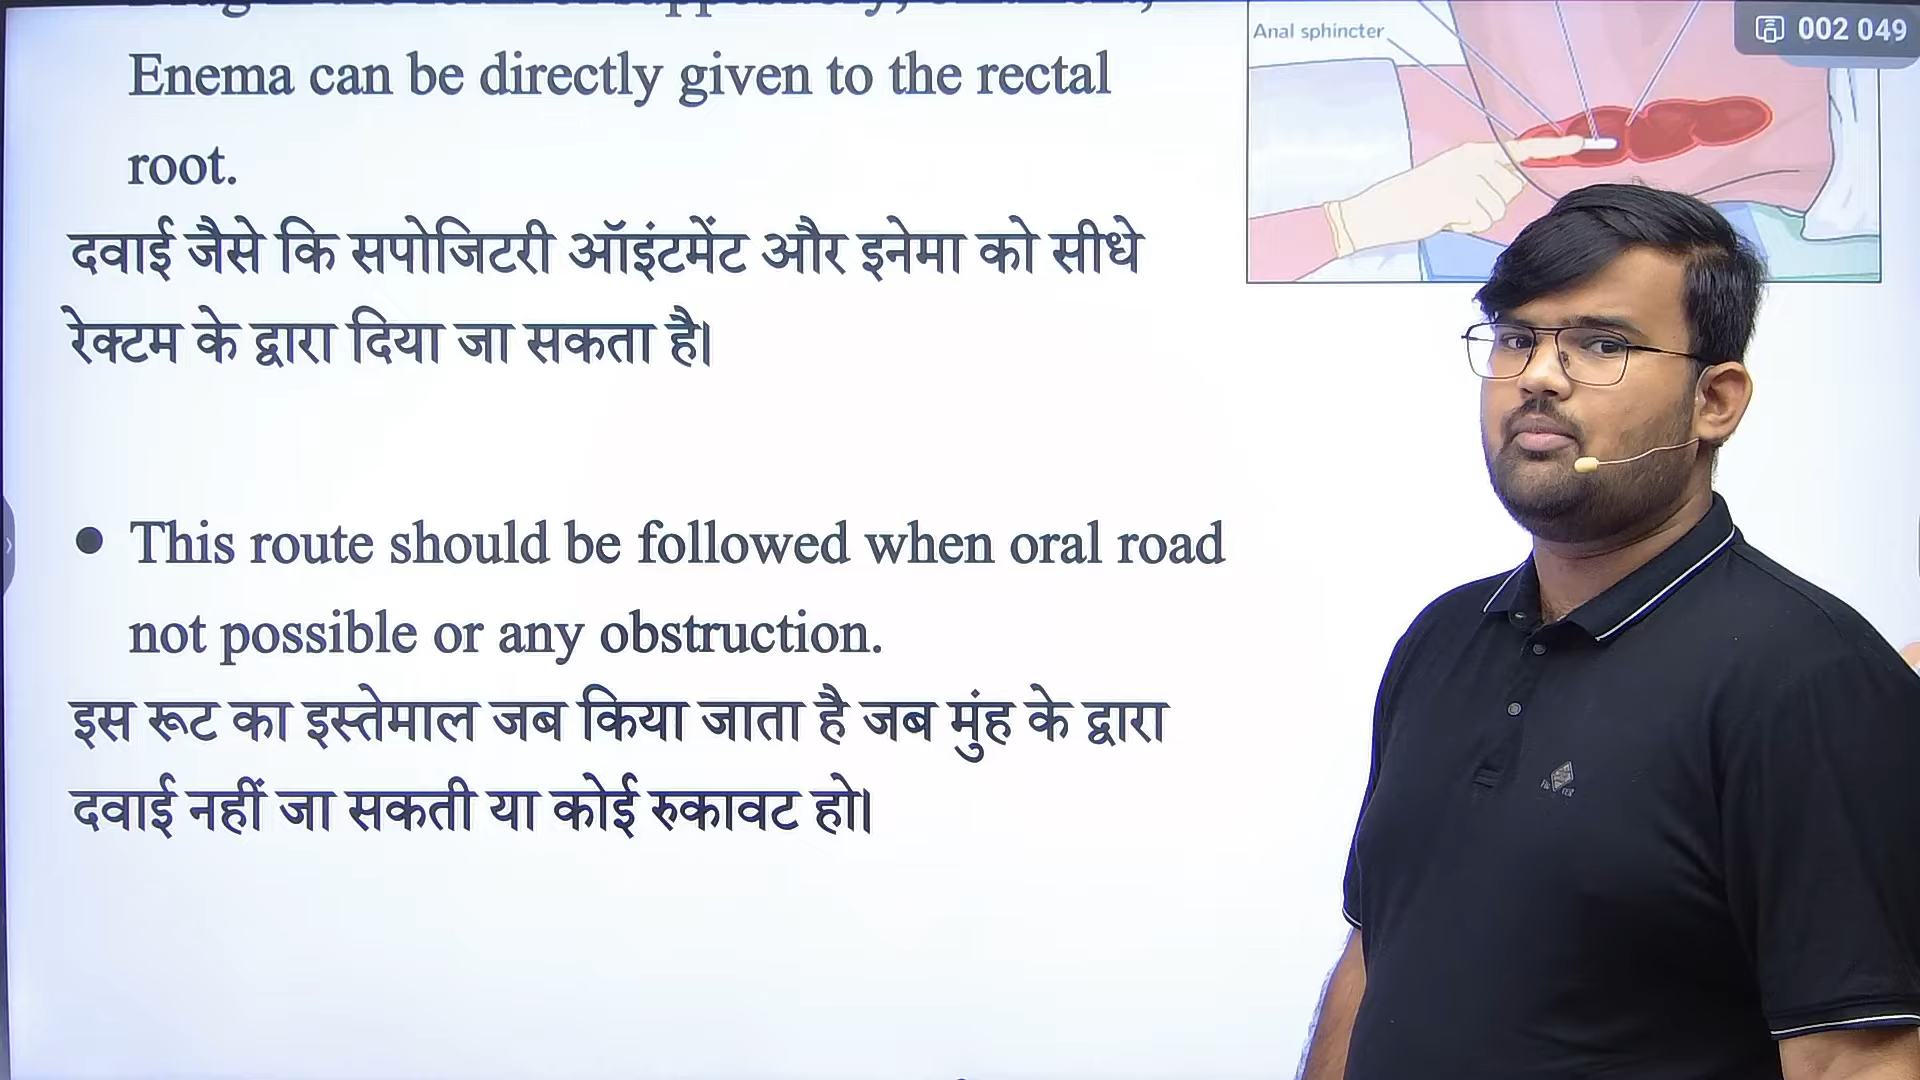 Enema can be directly given to the rectal
root.
दवाई जैसे कि सपोजिटरी ऑइंटमेंट और इनेमा को सीधे
रेक्टम के द्वारा दिया जा सकता है।
● This route should be followed when oral road
not possible or any obstruction.
इस रूट का इस्तेमाल जब किया जाता है जब मुंह के द्वारा
दवाई नहीं जा सकती या कोई रुकावट हो।
Anal sphincter
002 049